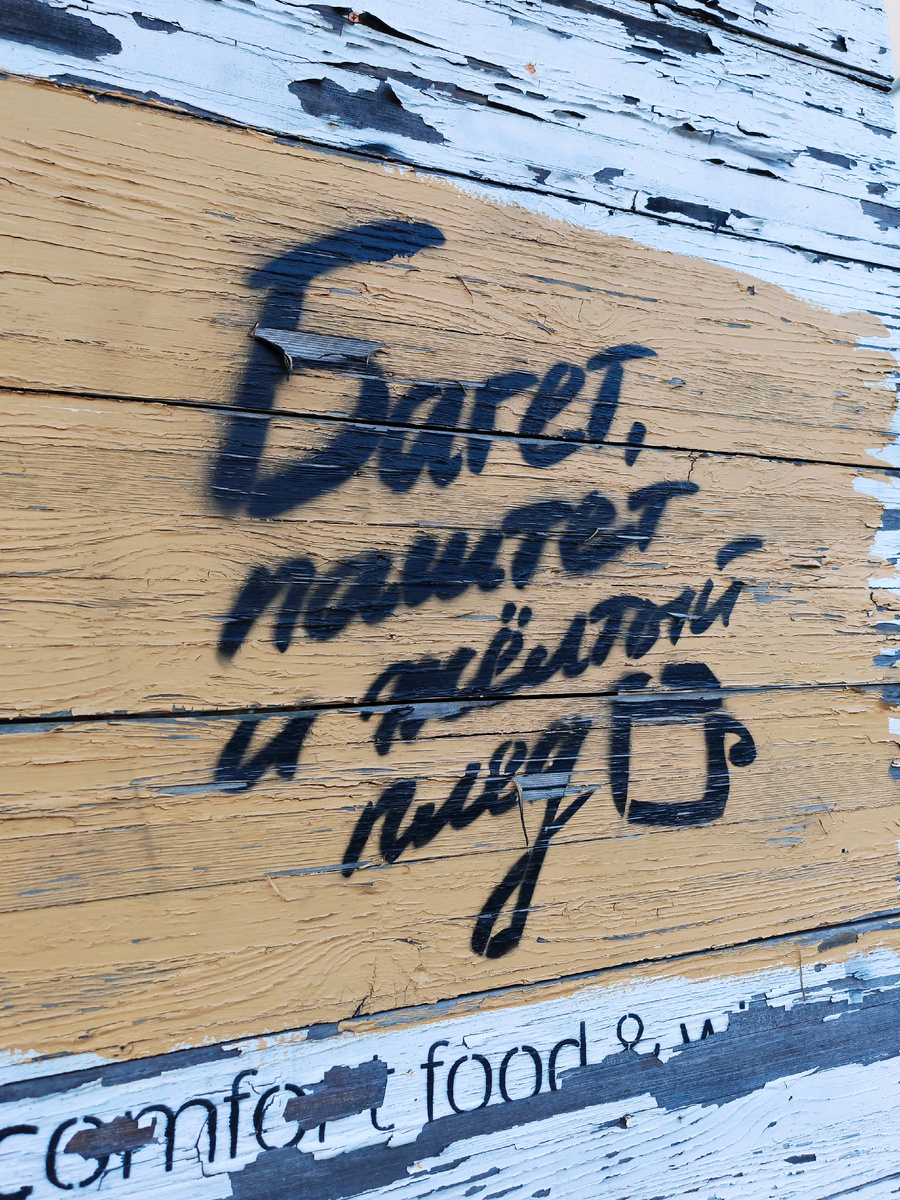 Багет,
паштет
и жёлтый
плед
comfort food &